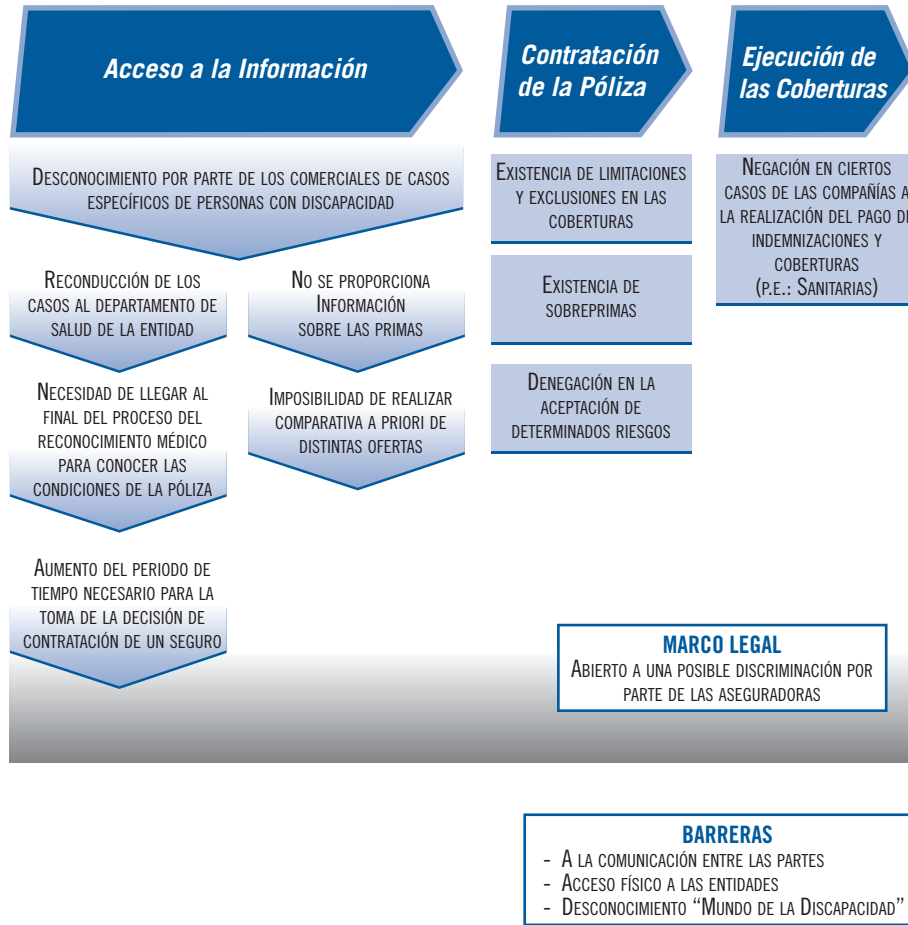 Acceso a la Información
Contratación
de la Póliza
Ejecución de
las Coberturas
Desconocimiento por parte de los comerciales de casos
específicos de personas con discapacidad
Reconducción de los
casos al departamento de
salud de la entidad
Necesidad de llegar al
final del proceso del
reconocimiento médico
para conocer las
condiciones de la póliza
Aumento del periodo de
tiempo necesario para la
toma de la decisión de
contratación de un seguro
No se proporciona
Información
sobre las primas
Imposibilidad de realizar
comparativa a priori de
distintas ofertas
Existencia de limitaciones
y exclusiones en las
coberturas
Existencia de
sobreprimas
Denegación en la
aceptación de
determinados riesgos
Negación en ciertos
casos de las compañías a
la realización del pago de
indemnizaciones y
coberturas
(p.e.: Sanitarias)
MARCO LEGAL
Abierto a una posible discriminación por
parte de las aseguradoras
BARRERAS
- A la comunicación entre las partes
- Acceso físico a las entidades
- Desconocimiento “Mundo de la Discapacidad”